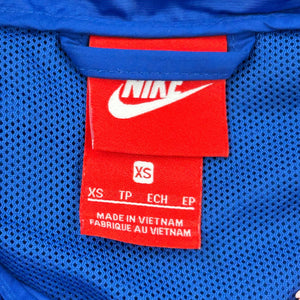 NIKE
XS
XS TP ECH EP
MADE IN VIETNAM
FABRIQUE AU VIETNAM